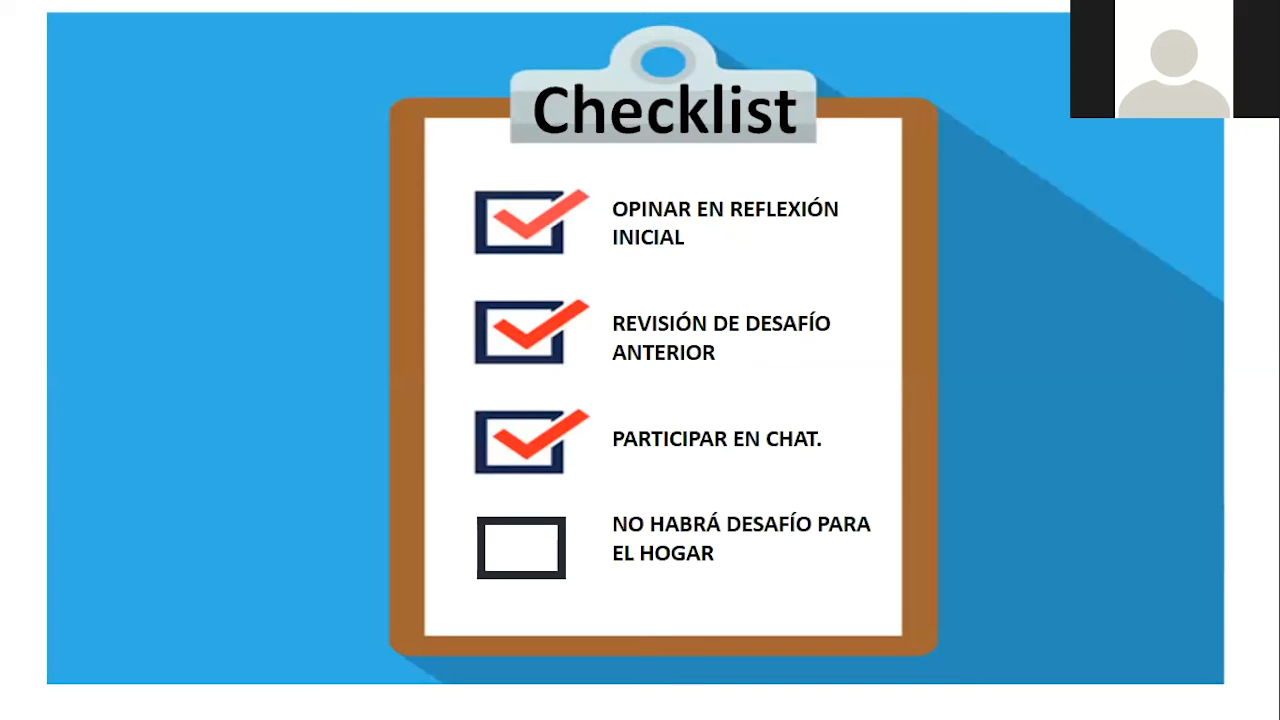 Checklist
OPINAR EN REFLEXIÓN
INICIAL
REVISIÓN DE DESAFÍO
ANTERIOR
PARTICIPAR EN CHAT.
NO HABRÁ DESAFÍO PARA
EL HOGAR